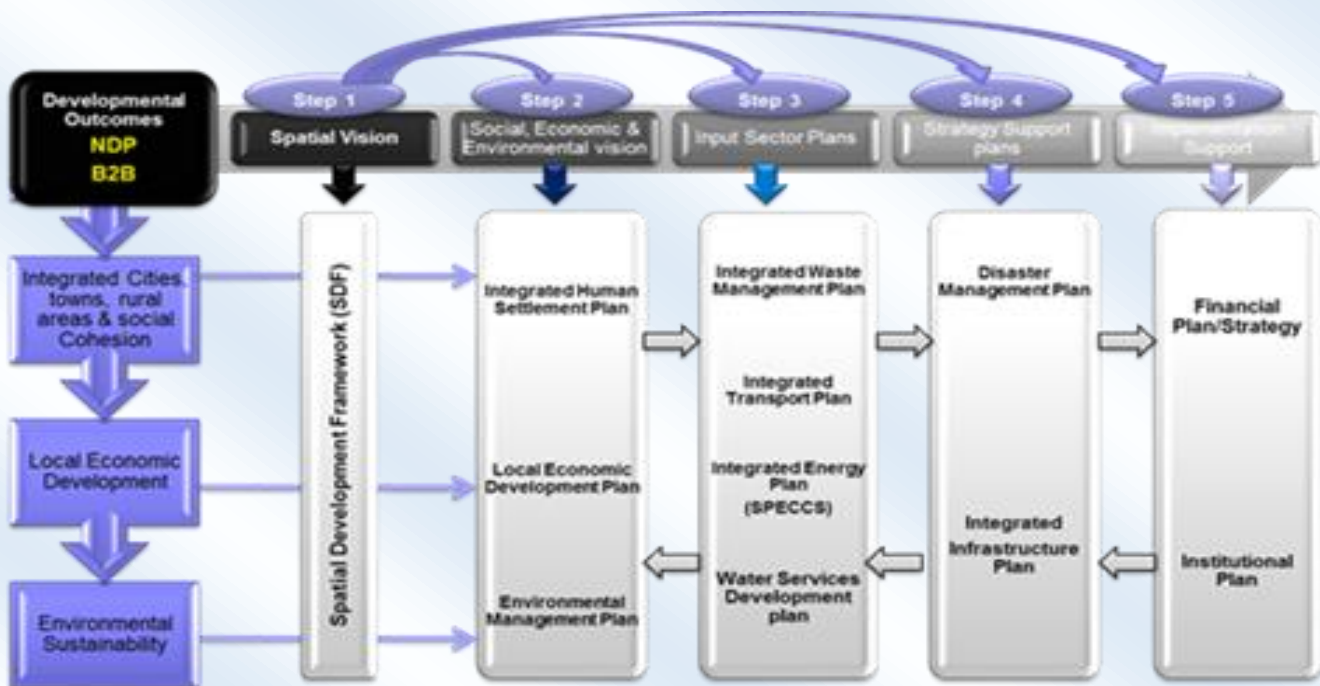 Developmental
Outcomes
NDP
B2B
Step 1
Spatial Vision
Step 2
Social, Economic &
Environmental vision
Step 3
Input Sector Plans
Step 4
Strategy Support
plans
Step 5
Implementation
Support
Integrated Cities,
towns, rural
areas & social
Cohesion
Local Economic
Development
Environmental
Sustainability
Spatial Development Framework (SDF)
Integrated Human
Settlement Plan
Local Economic
Development Plan
Environmental
Management Plan
Integrated Waste
Management Plan
Integrated
Transport Plan
Integrated Energy
Plan
(SPECCS)
Water Services
Development
plan
Disaster
Management Plan
Integrated
Infrastructure
Plan
Financial
Plan/Strategy
Institutional
Plan